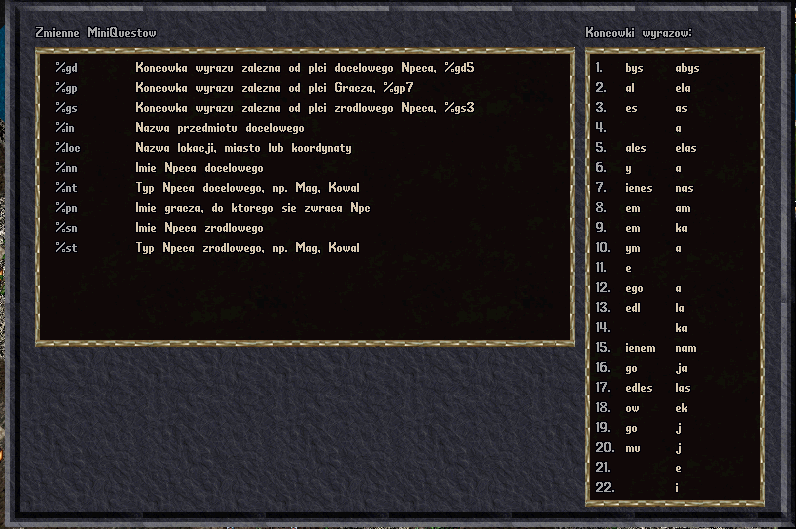 Zmienne MiniQuestow
%gd Koncowka wyrazu zalezna od plci docelowego Npeca, %gd5
%gp Koncowka wyrazu zalezna od plci Gracza, %gp7
%gs Koncowka wyrazu zalezna od plci zrodlowego Npeca, %gs3
%in Nazwa przedmiotu docelowego
%loc Nazwa lokacji, miasto lub koordynaty
%nn Imie Npeca docelowego
%nt Typ Npeca docelowego, np. Mag, Kowal
%pn Imie gracza, do ktorego sie zwraca Npc
%sn Imie Npeca zrodlowego
%st Typ Npeca zrodlowego, np. Mag, Kowal
Koncowki wyrazow:
1. bys abys
2. al ela
3. es as
4. a
5. ales elas
6. y a
7. ienes nas
8. em am
9. em ka
10. ym a
11. e
12. ego a
13. edl la
14. ka
15. ienem nam
16. go ja
17. edles las
18. ow ek
19. go j
20. mu j
21. e
22. i